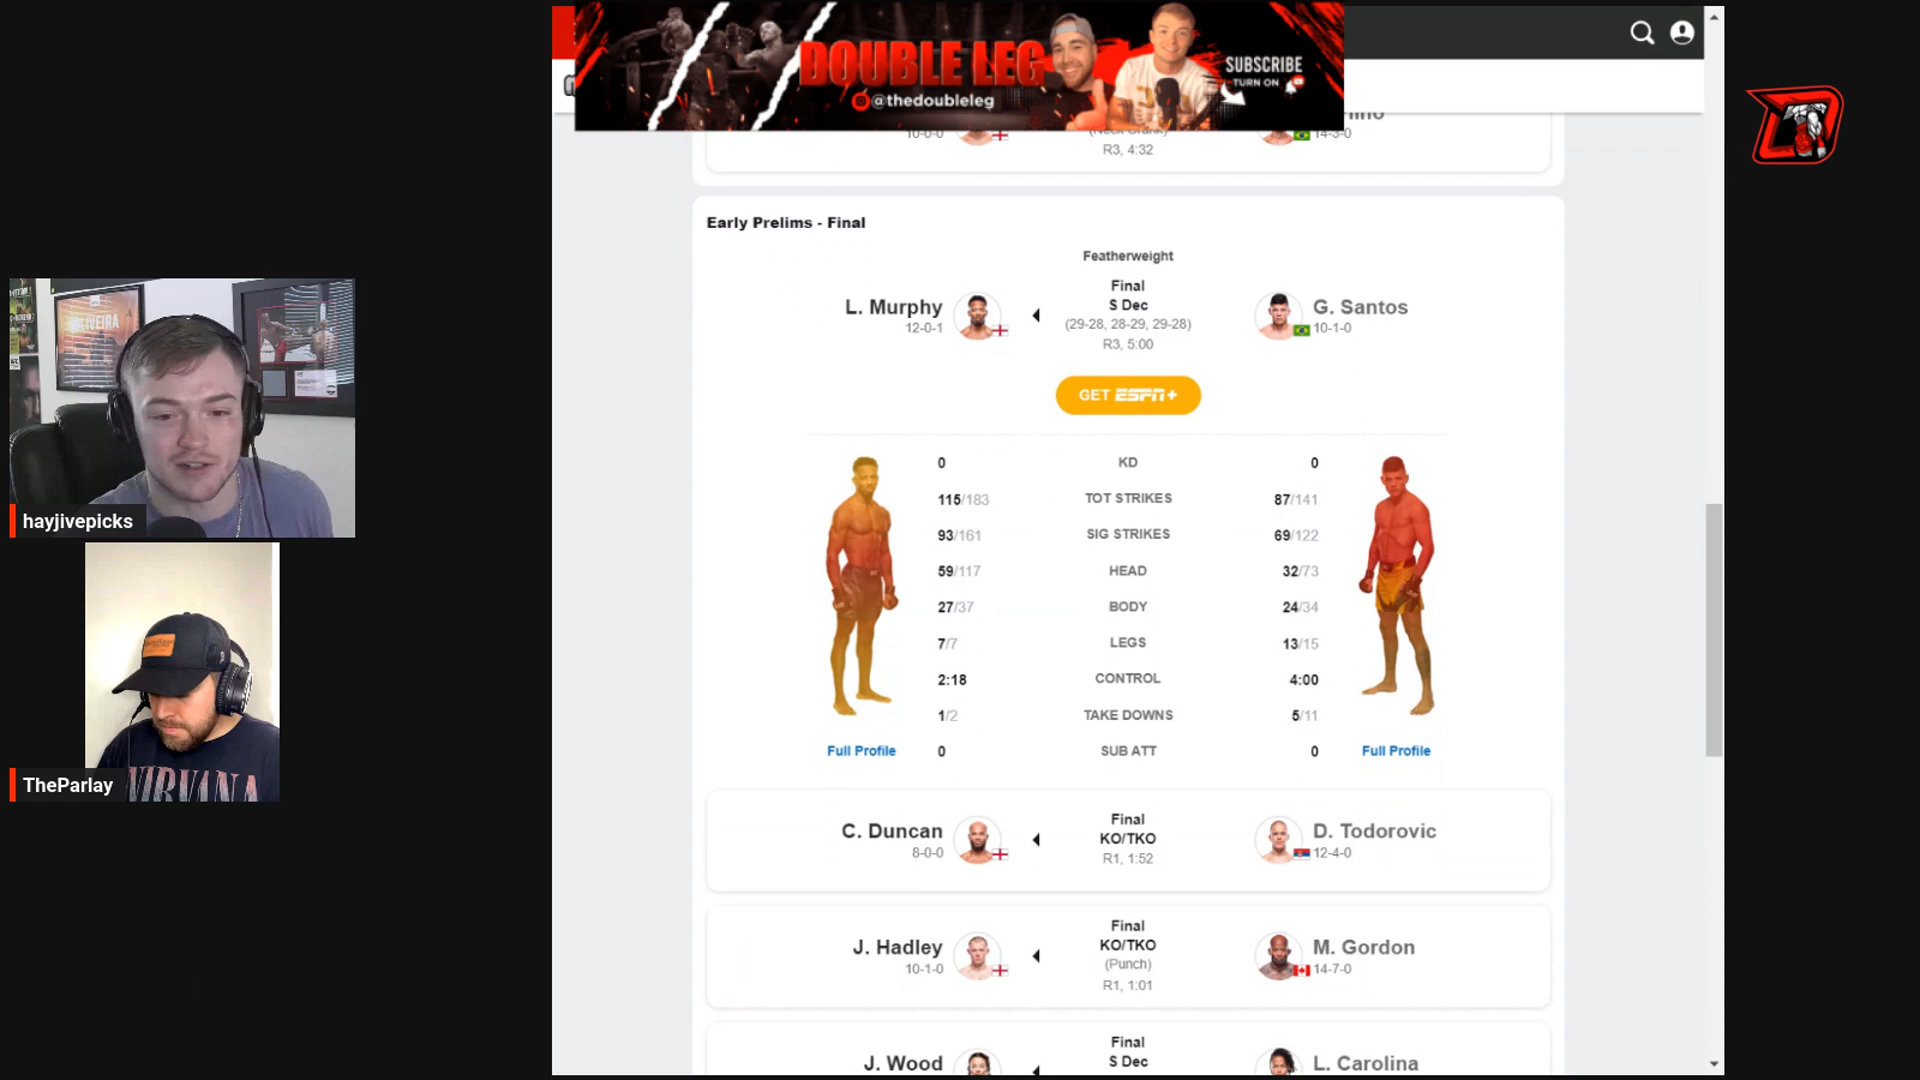 DOUBLE LEG
@thedoubleleg
SUBSCRIBE
TURN ON
10-0-0
R3, 4:32
14-3-0
Early Prelims - Final
Featherweight
L. Murphy
12-0-1
Final
S Dec
(29-28, 28-29, 29-28)
R3, 5:00
G. Santos
10-1-0
GET ESPN+
0 KD 0
115/183 TOT STRIKES 87/141
93/161 SIG STRIKES 69/122
59/117 HEAD 32/73
27/37 BODY 24/34
7/7 LEGS 13/15
2:18 CONTROL 4:00
1/2 TAKE DOWNS 5/11
Full Profile 0 SUB ATT 0 Full Profile
C. Duncan
8-0-0
Final
KO/TKO
R1, 1:52
D. Todorovic
12-4-0
J. Hadley
10-1-0
Final
KO/TKO
(Punch)
R1, 1:01
M. Gordon
14-7-0
J. Wood
Final
S Dec
L. Carolina
hayjivepicks
TheParlay
NIRVANA